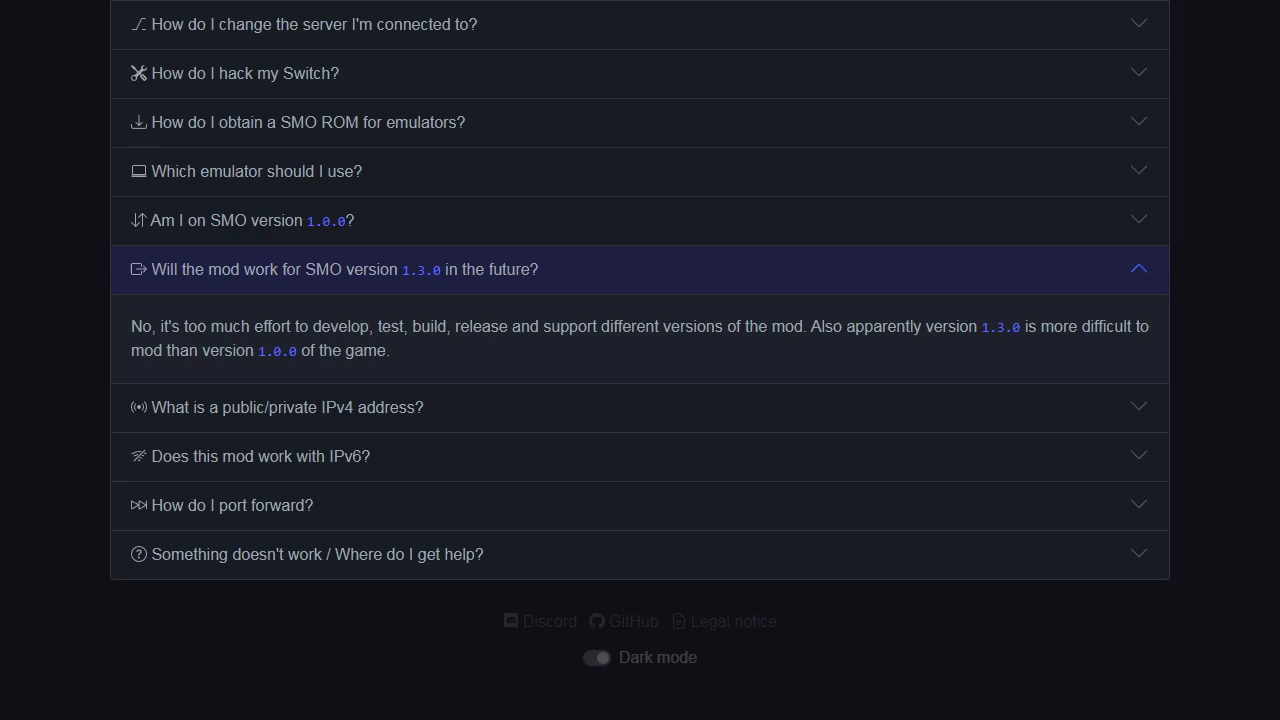 How do I change the server I'm connected to?
How do I hack my Switch?
How do I obtain a SMO ROM for emulators?
Which emulator should I use?
Am I on SMO version 1.0.0?
Will the mod work for SMO version 1.3.0 in the future?
No, it's too much effort to develop, test, build, release and support different versions of the mod. Also apparently version 1.3.0 is more difficult to
mod than version 1.0.0 of the game.
What is a public/private IPv4 address?
Does this mod work with IPv6?
How do I port forward?
Something doesn't work / Where do I get help?
Discord GitHub Legal notice
Dark mode